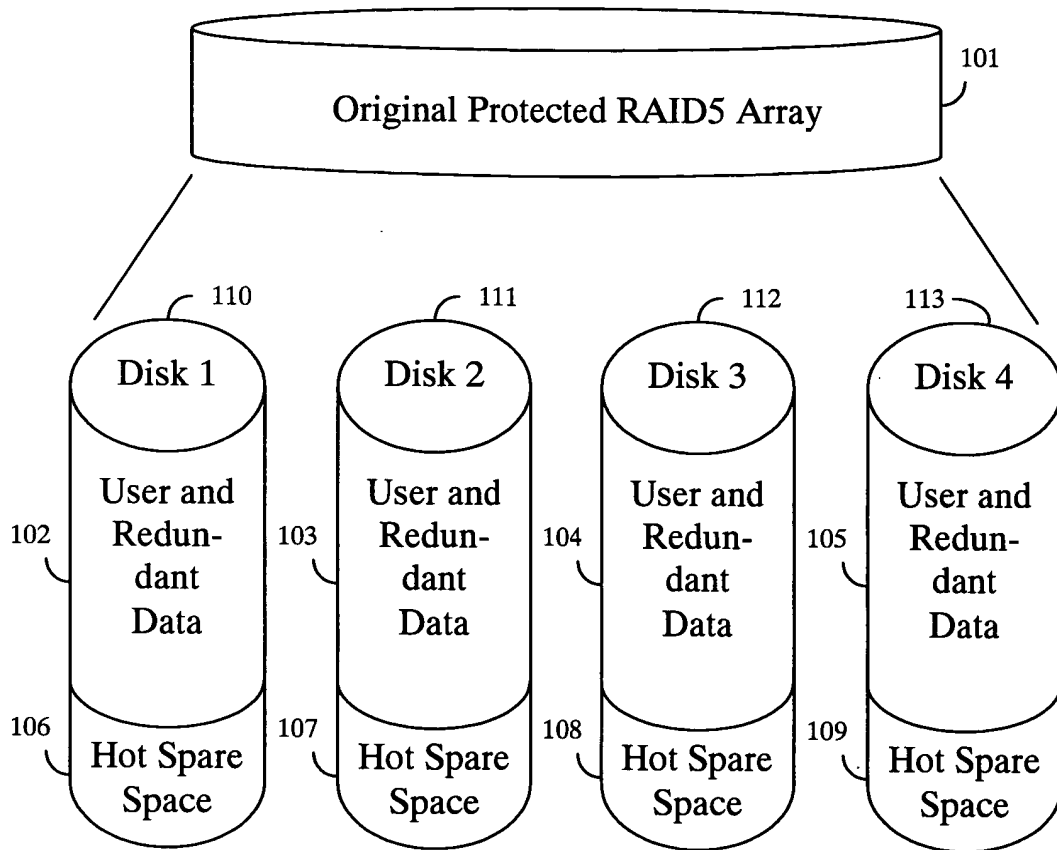 101
Original Protected RAID5 Array
110
111
112
113
Disk 1
Disk 2
Disk 3
Disk 4
102
User and
Redun-
dant
Data
103
User and
Redun-
dant
Data
104
User and
Redun-
dant
Data
105
User and
Redun-
dant
Data
106
Hot Spare
Space
107
Hot Spare
Space
108
Hot Spare
Space
109
Hot Spare
Space